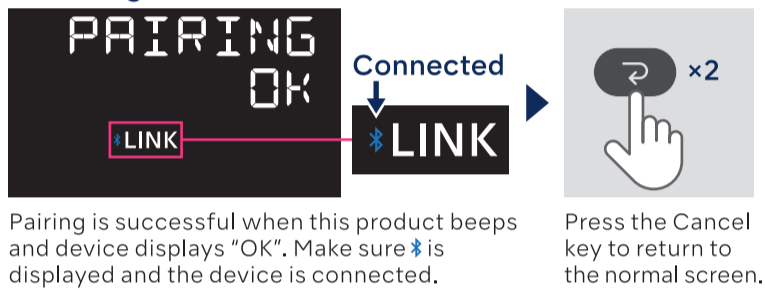 PAIRING
OK
LINK
Connected
LINK
×2
Pairing is successful when this product beeps
and device displays “OK”. Make sure is
displayed and the device is connected.
Press the Cancel
key to return to
the normal screen.